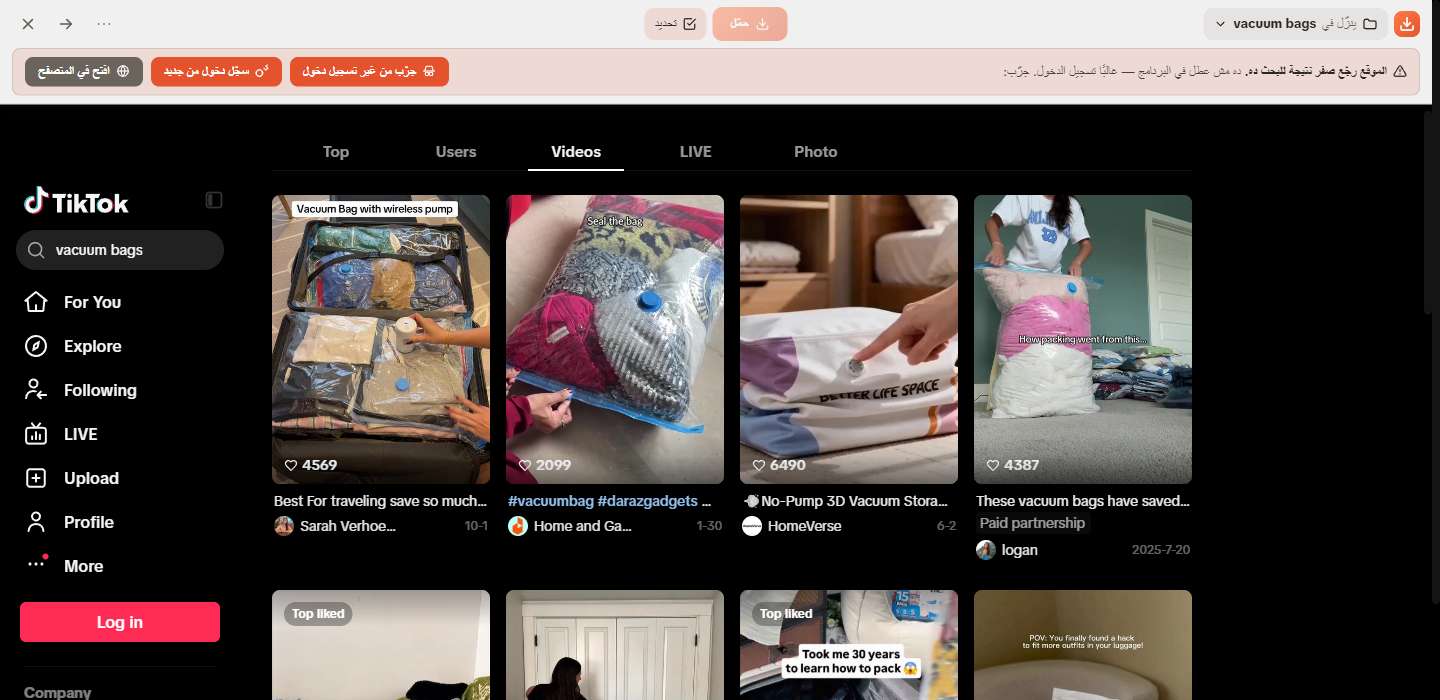 تحديد
حمّل
ينزّل في vacuum bags
الموقع رجّع صفر نتيجة للبحث ده. ده مش عطل في البرنامج — غالبًا تسجيل الدخول. جرّب:
جرّب من غير تسجيل دخول
سجّل دخول من جديد
افتح في المتصفح
Top
Users
Videos
LIVE
Photo
TikTok
vacuum bags
For You
Explore
Following
LIVE
Upload
Profile
More
Log in
Company
Vacuum Bag with wireless pump
4569
Best For traveling save so much...
Sarah Verhoe...
10-1
Seal the bag
2099
#vacuumbag #darazgadgets ...
Home and Ga...
1-30
BETTER LIFE SPACE
6490
No-Pump 3D Vacuum Stora...
HomeVerse
6-2
How packing went from this...
4387
These vacuum bags have saved...
Paid partnership
logan
2025-7-20
Top liked
Top liked
15
BAGS
Took me 30 years
to learn how to pack 😱
POV: You finally found a hack
to fit more outfits in your luggage!